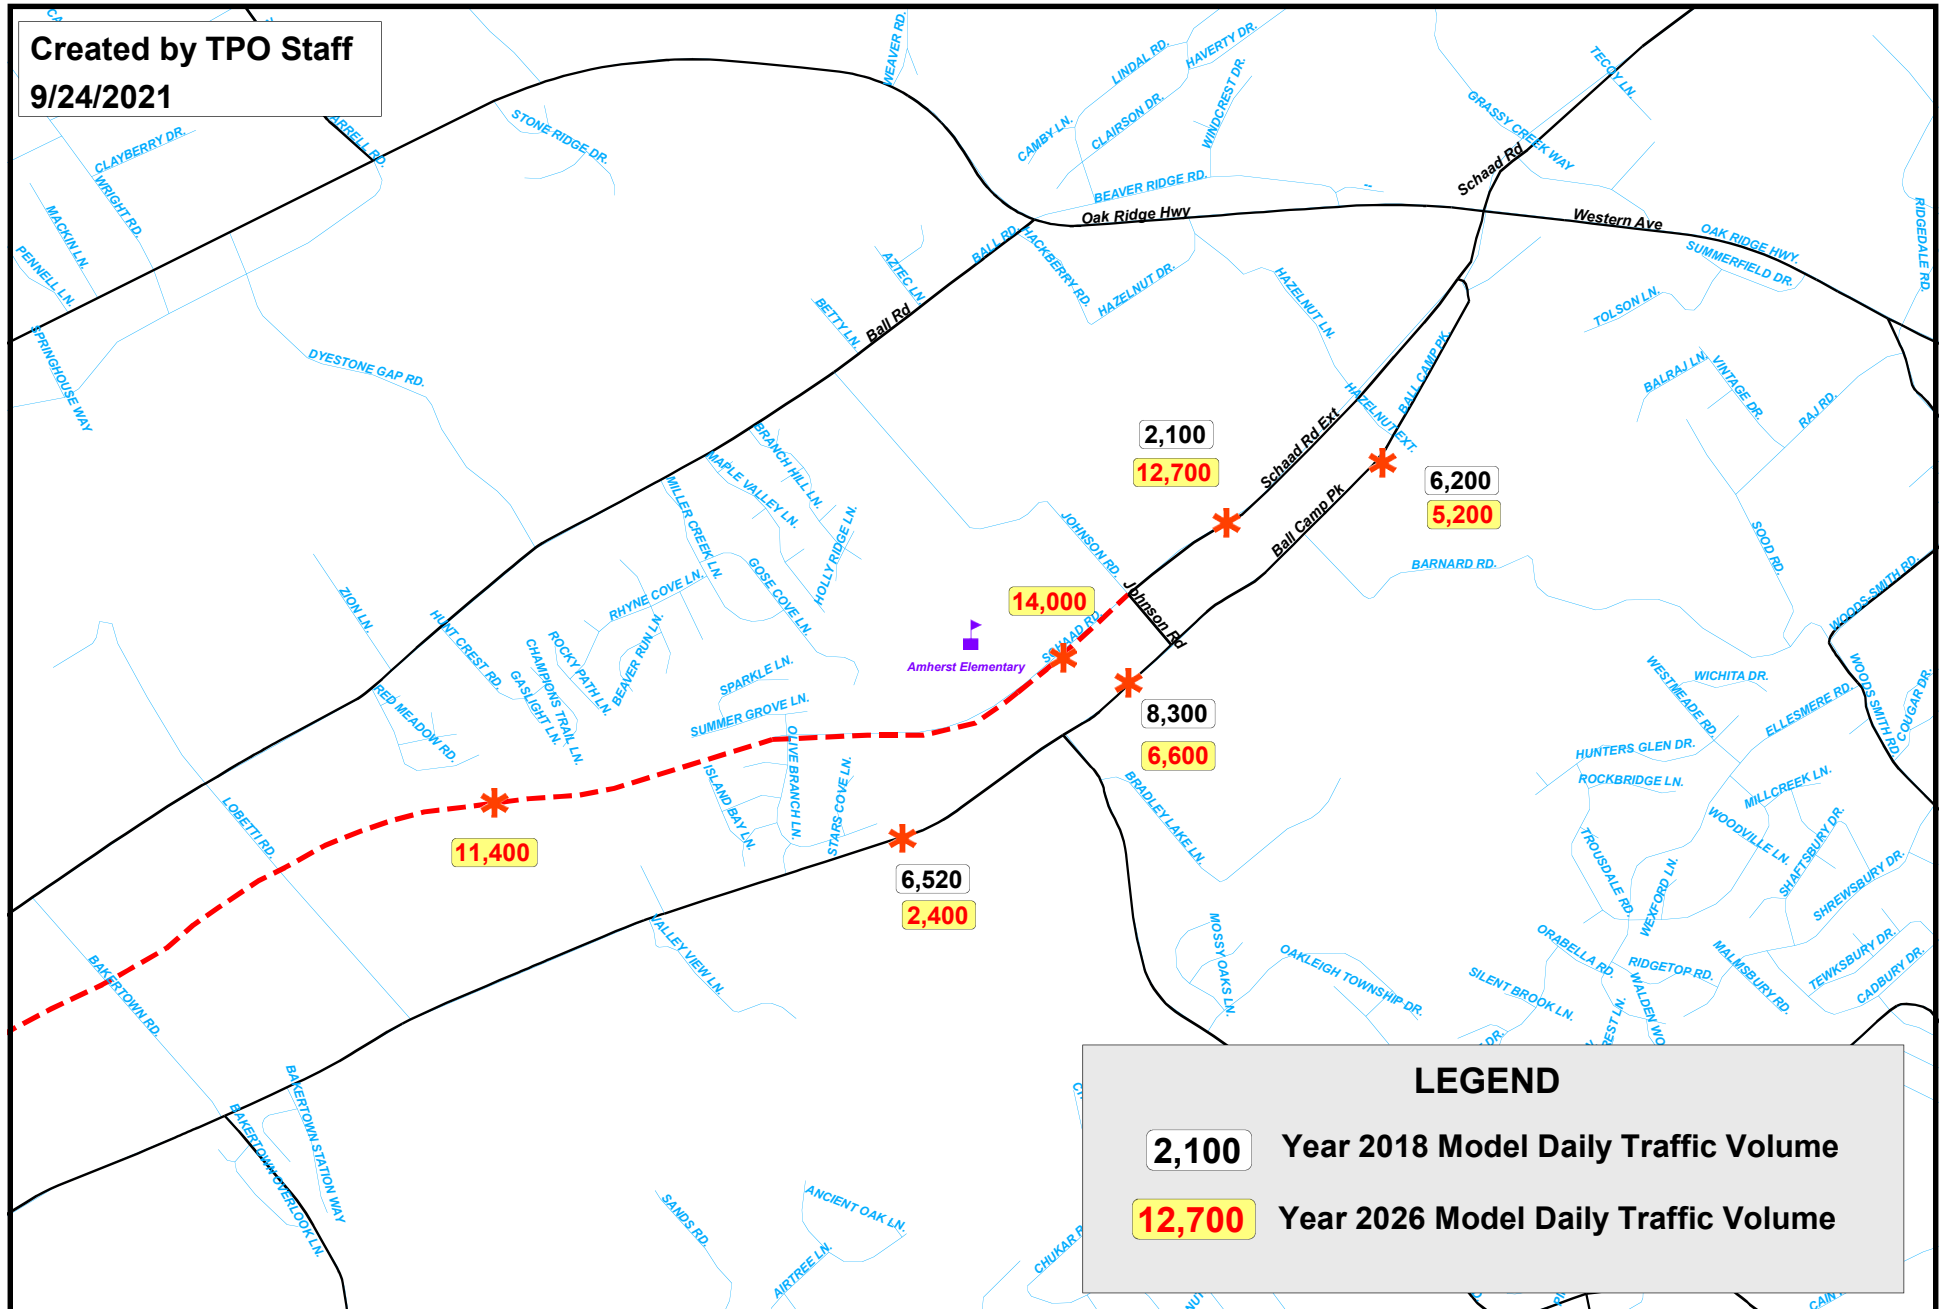 Created by TPO Staff
9/24/2021
WEAVER RD.
LINDAL RD.
HAVERTY DR.
TECOY LN.
STONE RIDGE DR.
CLAYBERRY DR.
WRIGHT RD.
MACKIN LN.
PENNELL LN.
SPRINGHOUSE WAY
CAMBY LN.
CLAIRSON DR.
WINDCREST DR.
GRASSY CREEK WAY
Schaad Rd
BEAVER RIDGE RD.
--
Oak Ridge Hwy
Western Ave
OAK RIDGE HWY.
SUMMERFIELD DR.
RIDGEDALE RD.
BALL RD.
HACKBERRY RD.
AZTEC LN.
HAZELNUT DR.
HAZELNUT LN.
TOLSON LN.
BETTY LN.
Ball Rd
DYESTONE GAP RD.
BALL CAMP PK.
HAZELNUT EXT.
BALRAJ LN.
VINTAGE DR.
RAJ RD.
Schaad Rd Ext
2,100
12,700
6,200
5,200
Ball Camp Pk
BRANCH HILL LN.
MAPLE VALLEY LN.
MILLER CREEK LN.
HOLLY RIDGE LN.
GOSE COVE LN.
RHYNE COVE LN.
JOHNSON RD.
Johnson Rd
BARNARD RD.
SOOD RD.
WOODS-SMITH RD.
ZION LN.
HUNT CREST RD.
CHAMPIONS TRAIL LN.
ROCKY PATH LN.
GASLIGHT LN.
BEAVER RUN LN.
14,000
SCHAAD RD.
Amherst Elementary
SPARKLE LN.
SUMMER GROVE LN.
RED MEADOW RD.
8,300
6,600
WESTMEADE RD.
WICHITA DR.
ELLESMERE RD.
WOODS SMITH RD.
COUGAR DR.
HUNTERS GLEN DR.
ROCKBRIDGE LN.
MILLCREEK LN.
WOODVILLE LN.
SHAFTSBURY DR.
SHREWSBURY DR.
ISLAND BAY LN.
OLIVE BRANCH LN.
STARS COVE LN.
BRADLEY LAKE LN.
LOBETTI RD.
11,400
6,520
2,400
TROUSDALE RD.
WEXFORD LN.
VALLEY VIEW LN.
BAKERTOWN RD.
MOSSY OAKS LN.
OAKLEIGH TOWNSHIP DR.
ORABELLA RD.
SILENT BROOK LN.
RIDGETOP RD.
WALDEN WO
REST LN.
MALMSBURY RD.
TEWKSBURY DR.
CADBURY DR.
BAKERTOWN STATION WAY
BAKERTOWN OVERLOOK LN.
SANDS RD.
ANCIENT OAK LN.
AIRTREE LN.
CHUKAR R
LEGEND
2,100 Year 2018 Model Daily Traffic Volume
12,700 Year 2026 Model Daily Traffic Volume